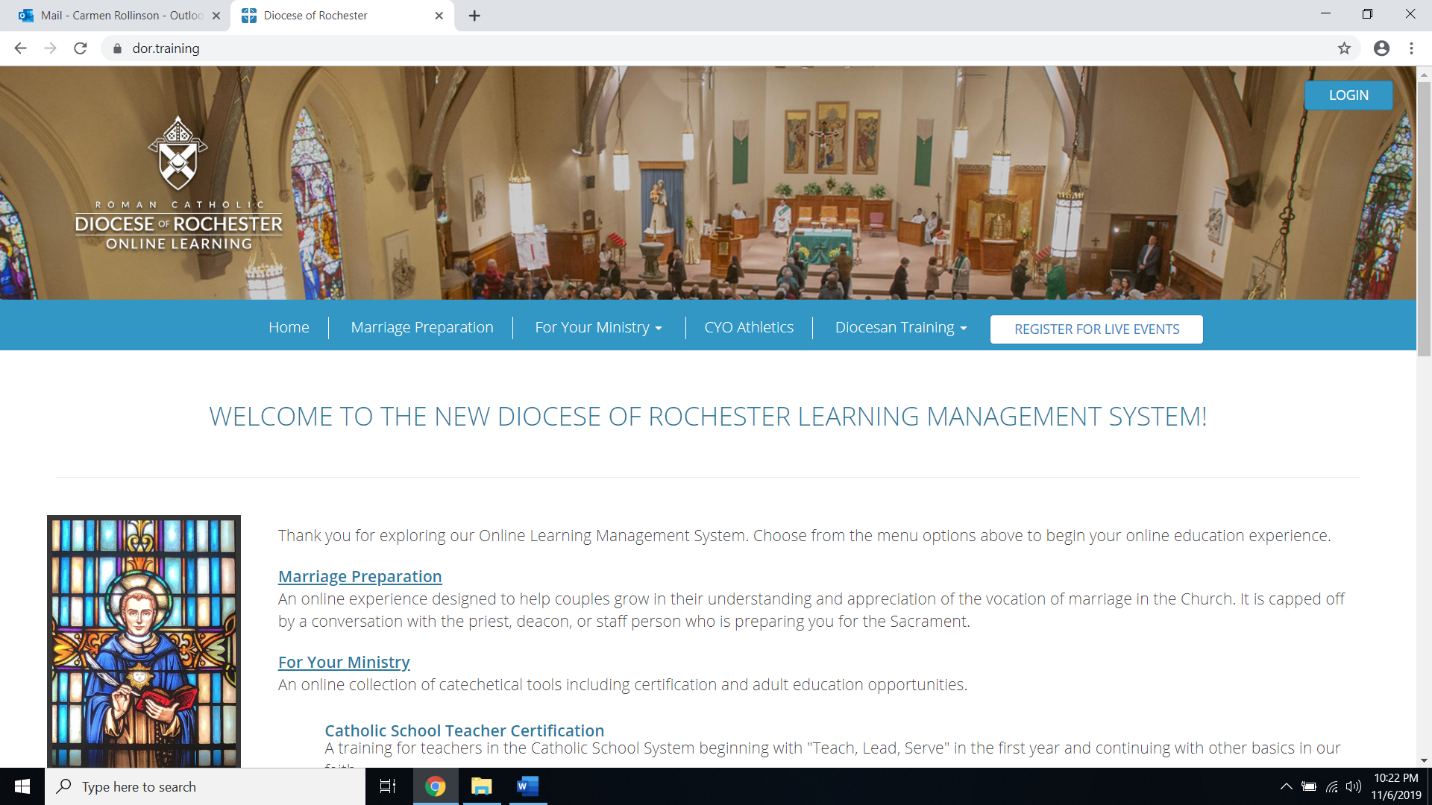 Mail - Carmen Rollinson - Outloo
Diocese of Rochester
dor.training
LOGIN
ROMAN CATHOLIC
DIOCESE OF ROCHESTER
ONLINE LEARNING
Home
Marriage Preparation
For Your Ministry
CYO Athletics
Diocesan Training
REGISTER FOR LIVE EVENTS
WELCOME TO THE NEW DIOCESE OF ROCHESTER LEARNING MANAGEMENT SYSTEM!
Thank you for exploring our Online Learning Management System. Choose from the menu options above to begin your online education experience.
Marriage Preparation
An online experience designed to help couples grow in their understanding and appreciation of the vocation of marriage in the Church. It is capped off
by a conversation with the priest, deacon, or staff person who is preparing you for the Sacrament.
For Your Ministry
An online collection of catechetical tools including certification and adult education opportunities.
Catholic School Teacher Certification
A training for teachers in the Catholic School System beginning with "Teach, Lead, Serve" in the first year and continuing with other basics in our
Type here to search
10:22 PM
11/6/2019